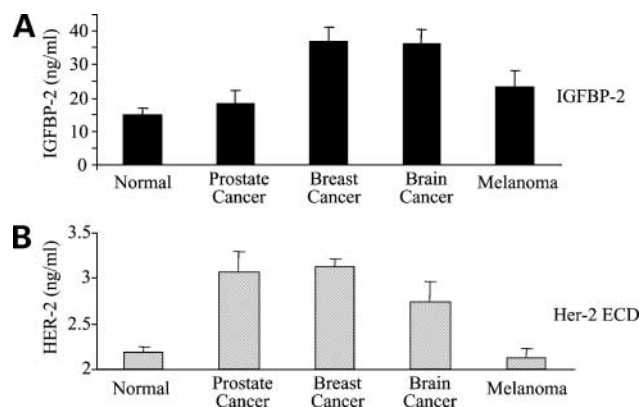 A
IGFBP-2 (ng/ml)
40
30
20
10
0
IGFBP-2
Normal
Prostate
Cancer
Breast
Cancer
Brain
Cancer
Melanoma
B
HER-2 (ng/ml)
3.5
3
2.5
2
Her-2 ECD
Normal
Prostate
Cancer
Breast
Cancer
Brain
Cancer
Melanoma